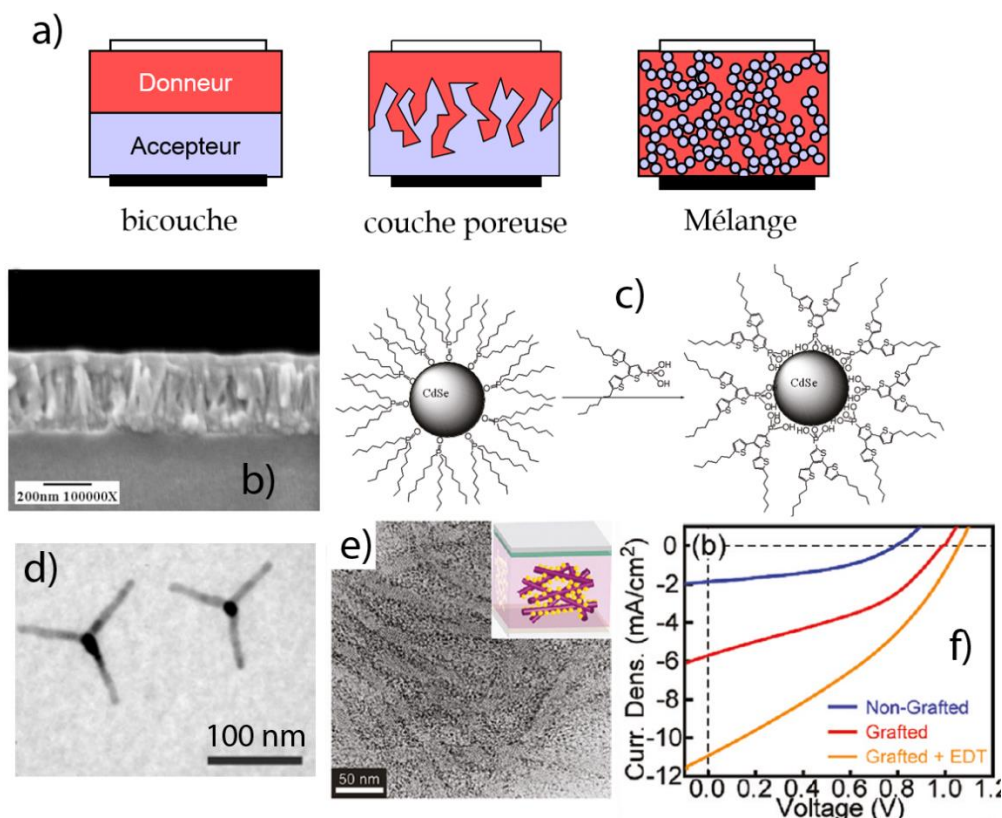 a)
Donneur
Accepteur
bicouche
couche poreuse
Mélange
b)
200nm 100000X
c)
CdSe
P
OH
OH
S
S
S
CdSe
d)
100 nm
e)
50 nm
f)
(b)
Curr. Dens. (mA/cm²)
0
-2
-4
-6
-8
-10
-12
Non-Grafted
Grafted
Grafted + EDT
0.0 0.2 0.4 0.6 0.8 1.0 1.2
Voltage (V)